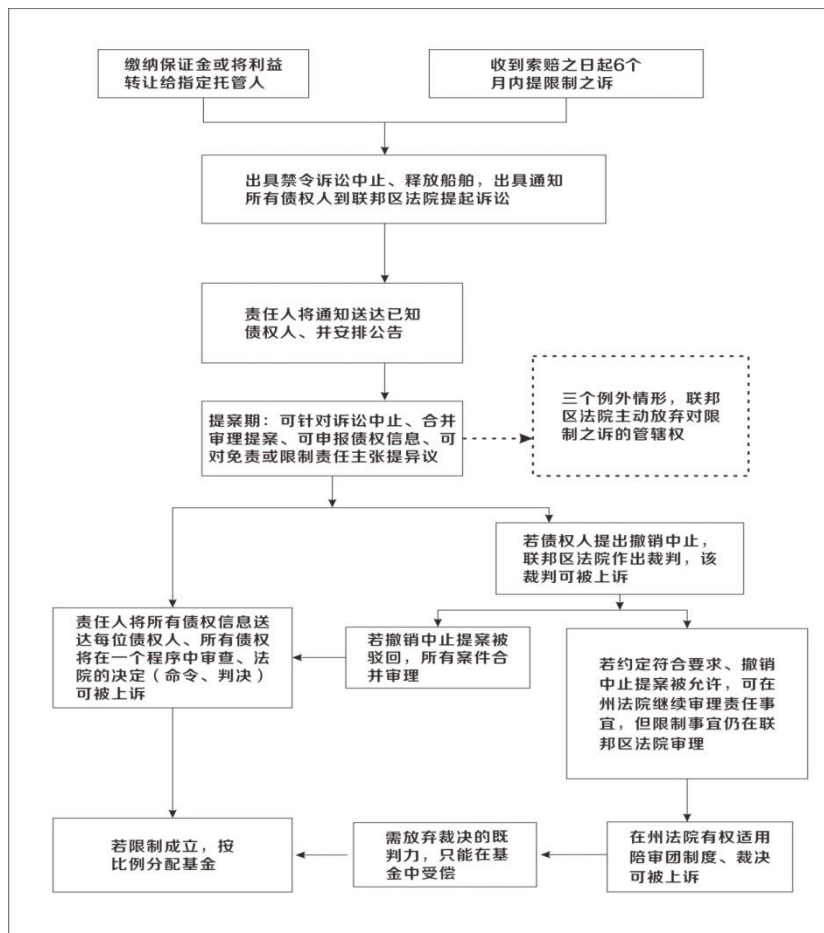 缴纳保证金或将利益
转让给指定托管人
收到索赔之日起6个
月内提限制之诉
出具禁令诉讼中止、释放船舶，出具通知
所有债权人到联邦区法院提起诉讼
责任人将通知送达已知
债权人、并安排公告
提案期：可针对诉讼中止、合并
审理提案、可申报债权信息、可
对免责或限制责任主张提异议
三个例外情形，联邦
区法院主动放弃对限
制之诉的管辖权
若债权人提出撤销中止，
联邦区法院作出裁判，该
裁判可被上诉
责任人将所有债权信息送
达每位债权人、所有债权
将在一个程序中审查、法
院的决定（命令、判决）
可被上诉
若撤销中止提案被
驳回，所有案件合
并审理
若约定符合要求、撤销
中止提案被允许，可在
州法院继续审理责任事
宜，但限制事宜仍在联
邦区法院审理
若限制成立，按
比例分配基金
需放弃裁决的既
判力，只能在基
金中受偿
在州法院有权适用
陪审团制度、裁决
可被上诉